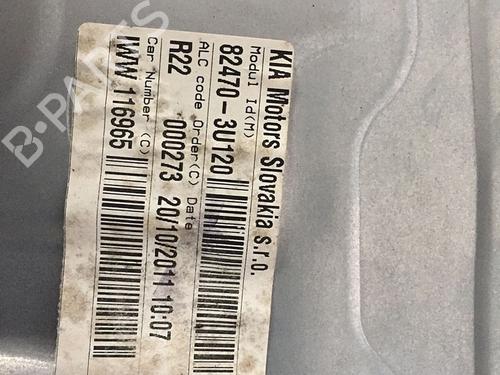 KIA Motors Slovakia s.r.o.
Modul Id(M)
82470-3U120
ALC code Order(C) Date
R22 000273 20/10/2011 10:07
Car Number (C)
IWW 116965
B-PARTS